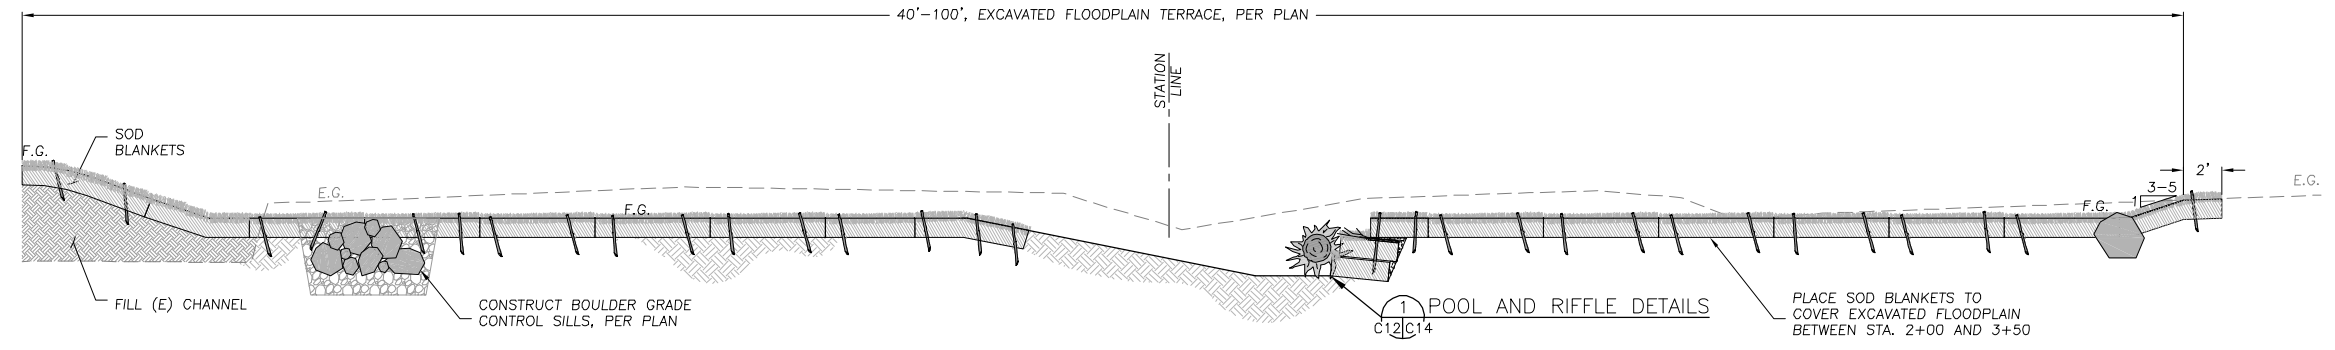 40'-100', EXCAVATED FLOODPLAIN TERRACE, PER PLAN
STATION
LINE
SOD
BLANKETS
F.G.
E.G.
F.G.
2'
3-5
1
E.G.
F.G.
FILL (E) CHANNEL
CONSTRUCT BOULDER GRADE
CONTROL SILLS, PER PLAN
1
POOL AND RIFFLE DETAILS
C12 C14
PLACE SOD BLANKETS TO
COVER EXCAVATED FLOODPLAIN
BETWEEN STA. 2+00 AND 3+50